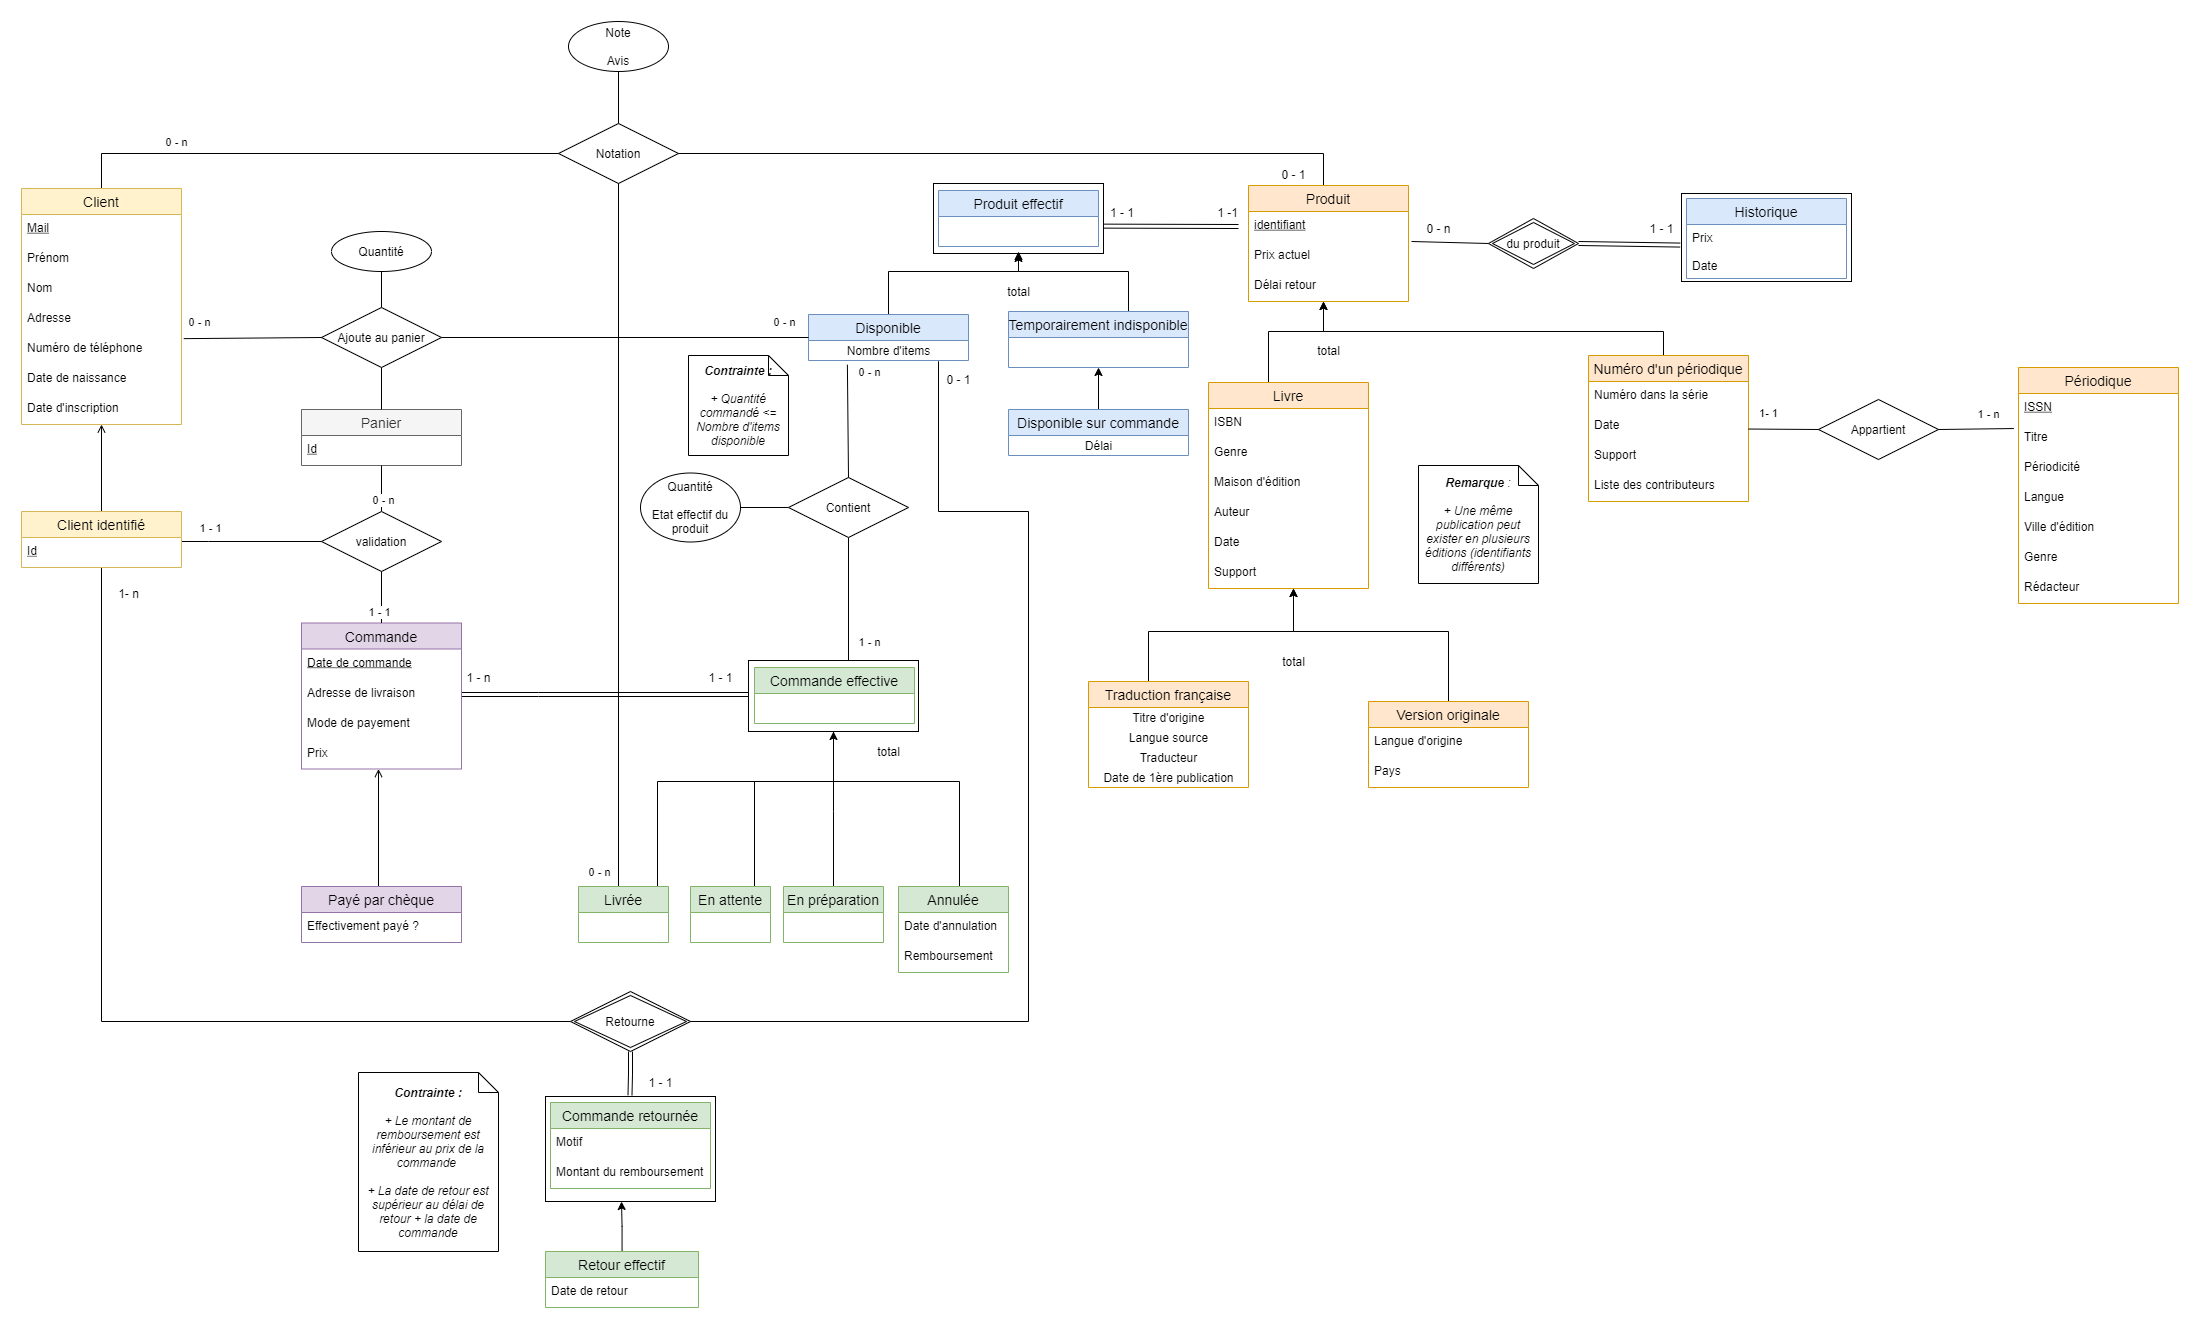 Note
Avis
Notation
0 - n
0 - 1
Client
Mail
Prénom
Nom
Adresse
Numéro de téléphone
Date de naissance
Date d'inscription
Quantité
0 - n
Ajoute au panier
0 - n
Panier
Id
0 - n
Client identifié
Id
1 - 1
validation
1- n
1 - 1
Commande
Date de commande
Adresse de livraison
Mode de payement
Prix
1 - n
1 - 1
Payé par chèque
Effectivement payé ?
Produit effectif
1 - 1
1 -1
total
Disponible
Nombre d'items
Temporairement indisponible
Disponible sur commande
Délai
Contrainte :
+ Quantité
commandé <=
Nombre d'items
disponible
0 - n
0 - 1
Quantité
Etat effectif du
produit
Contient
1 - n
Commande effective
total
0 - n
Livrée
En attente
En préparation
Annulée
Date d'annulation
Remboursement
Produit
identifiant
Prix actuel
Délai retour
0 - n
du produit
1 - 1
Historique
Prix
Date
total
Livre
ISBN
Genre
Maison d'édition
Auteur
Date
Support
Numéro d'un périodique
Numéro dans la série
Date
Support
Liste des contributeurs
1- 1
Appartient
1 - n
Périodique
ISSN
Titre
Périodicité
Langue
Ville d'édition
Genre
Rédacteur
Remarque :
+ Une même
publication peut
exister en plusieurs
éditions (identifiants
différents)
total
Traduction française
Titre d'origine
Langue source
Traducteur
Date de 1ère publication
Version originale
Langue d'origine
Pays
Retourne
1 - 1
Commande retournée
Motif
Montant du remboursement
Contrainte :
+ Le montant de
remboursement est
inférieur au prix de la
commande
+ La date de retour est
supérieur au délai de
retour + la date de
commande
Retour effectif
Date de retour